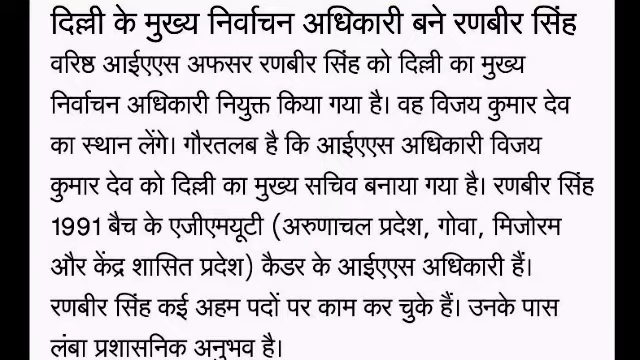 दिल्ली के मुख्य निर्वाचन अधिकारी बने रणबीर सिंह
वरिष्ठ आईएएस अफसर रणबीर सिंह को दिल्ली का मुख्य
निर्वाचन अधिकारी नियुक्त किया गया है। वह विजय कुमार देव
का स्थान लेंगे। गौरतलब है कि आईएएस अधिकारी विजय
कुमार देव को दिल्ली का मुख्य सचिव बनाया गया है। रणबीर सिंह
1991 बैच के एजीएमयूटी (अरुणाचल प्रदेश, गोवा, मिजोरम
और केंद्र शासित प्रदेश) कैडर के आईएएस अधिकारी हैं।
रणबीर सिंह कई अहम पदों पर काम कर चुके हैं। उनके पास
लंबा प्रशासनिक अनुभव है।